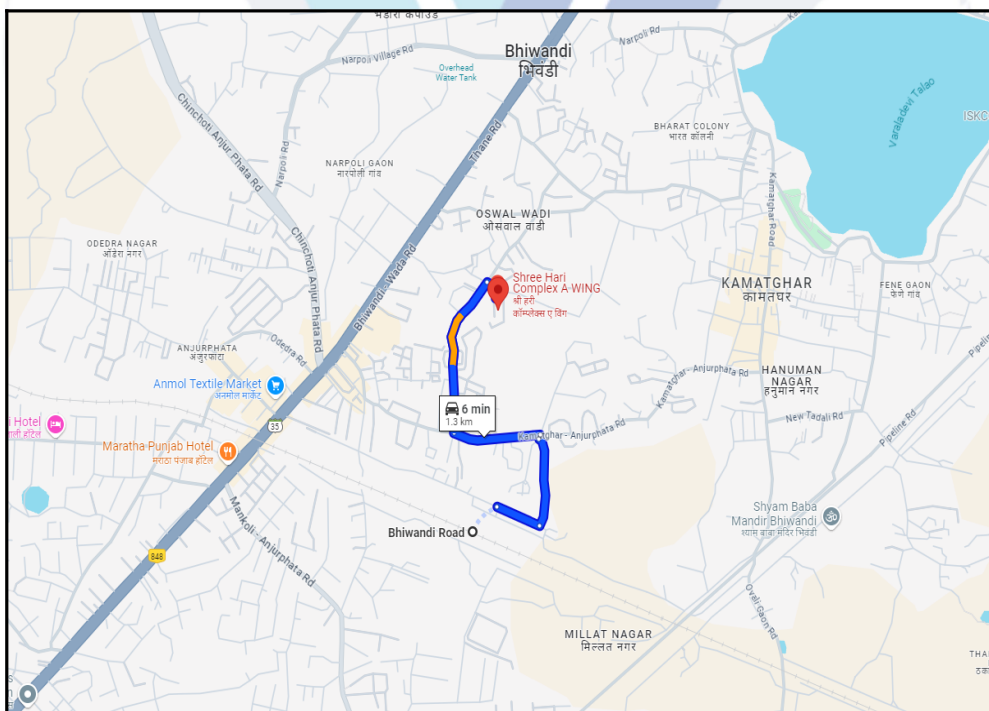 भंडारी कंपाउंड
Bhiwandi
भिवंडी
Narpoli Rd
Narpoli Village Rd
Overhead
Water Tank
Varaladevi Talao
ISKC
Chinchoti Anjur Phata Rd
Narpoli Rd
Thane Rd
BHARAT COLONY
भारत कॉलनी
NARPOLI GAON
नारपोली गांव
Kamatghar Road
OSWAL WADI
ओसवाल वाडी
ODEDRA NAGAR
ओडेरा नगर
Chinchoti Anjur Phata Rd
Bhiwandi - Wada Rd
Shree Hari
Complex A-WING
श्री हरी
कॉम्प्लेक्स ए विंग
KAMATGHAR
कामतघर
FENE GAON
फेणे गांव
ANJURPHATA
अंजुरफाटा
Odedra Rd
Pipeline Rd
Anmol Textile Market
अनमोल मार्केट
Kamatghar - Anjurphata Rd
HANUMAN
NAGAR
हनुमान नगर
6 min
1.3 km
i Hotel
ाली हॉटेल
35
New Tadali Rd
Kamatghar - Anjurphata Rd
Pipeline Rd
Maratha Punjab Hotel
मराठा पंजाब हॉटेल
Mankoli - Anjurphata Rd
Shyam Baba
Mandir Bhiwandi
श्याम बाबा मंदिर भिवंडी
Bhiwandi Road
848
Ovali Gaon Rd
MILLAT NAGAR
मिल्लत नगर
THA
ठाक